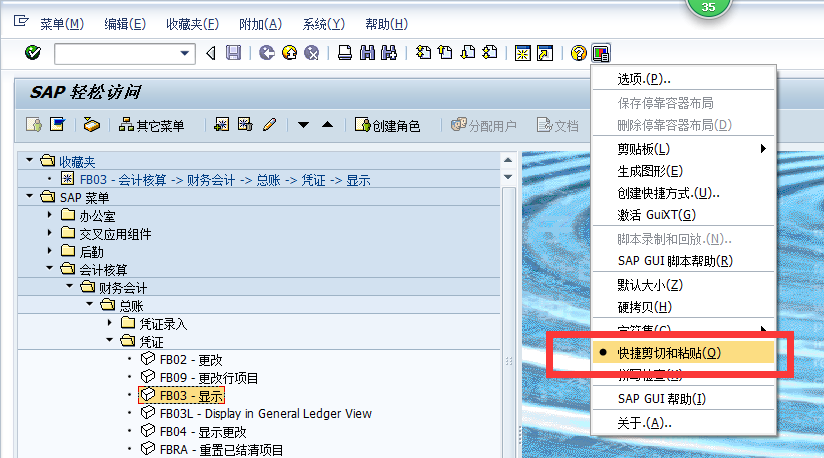 35
菜单(M) 编辑(E) 收藏夹(F) 附加(A) 系统(Y) 帮助(H)
SAP 轻松访问
其它菜单 创建角色 分配用户 文档
收藏夹
FB03 - 会计核算 -> 财务会计 -> 总账 -> 凭证 -> 显示
SAP 菜单
办公室
交叉应用组件
后勤
会计核算
财务会计
总账
凭证录入
凭证
FB02 - 更改
FB09 - 更改行项目
FB03 - 显示
FB03L - Display in General Ledger View
FB04 - 显示更改
FBRA - 重置已结清项目
选项.(P)..
保存停靠容器布局
删除停靠容器布局(D)
剪贴板(L)
生成图形(E)
创建快捷方式.(U)..
激活 GuiXT(G)
脚本录制和回放.(N)..
SAP GUI 脚本帮助(R)
默认大小(Z)
硬拷贝(H)
字符集(C)
快捷剪切和粘贴(Q)
拼写检查(K)
SAP GUI 帮助(I)
关于.(A)..